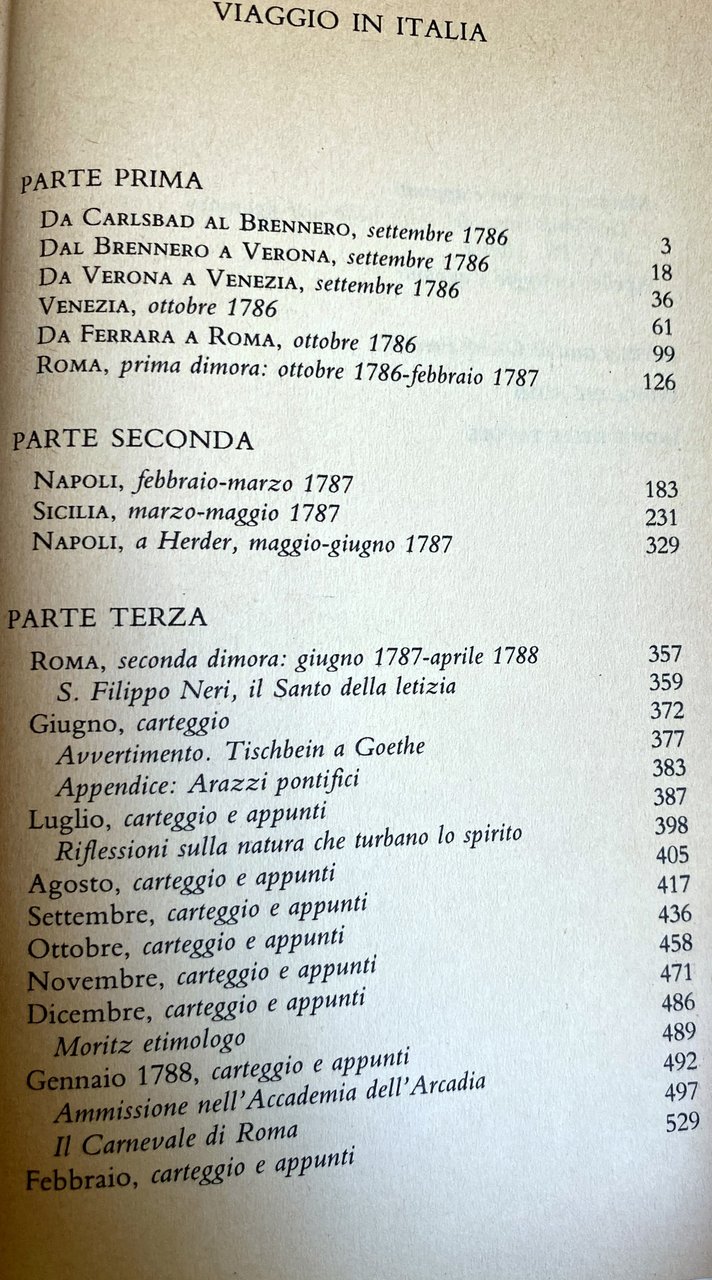 VIAGGIO IN ITALIA
PARTE PRIMA
DA CARLSBAD AL BRENNERO, settembre 1786 3
DAL BRENNERO A VERONA, settembre 1786 18
DA VERONA A VENEZIA, settembre 1786 36
VENEZIA, ottobre 1786 61
DA FERRARA A ROMA, ottobre 1786 99
ROMA, prima dimora: ottobre 1786-febbraio 1787 126
PARTE SECONDA
NAPOLI, febbraio-marzo 1787 183
SICILIA, marzo-maggio 1787 231
NAPOLI, a Herder, maggio-giugno 1787 329
PARTE TERZA
ROMA, seconda dimora: giugno 1787-aprile 1788 357
S. Filippo Neri, il Santo della letizia 359
Giugno, carteggio 372
Avvertimento. Tischbein a Goethe 377
Appendice: Arazzi pontifici 383
Luglio, carteggio e appunti 387
Riflessioni sulla natura che turbano lo spirito 398
Agosto, carteggio e appunti 405
Settembre, carteggio e appunti 417
Ottobre, carteggio e appunti 436
Novembre, carteggio e appunti 458
Dicembre, carteggio e appunti 471
Moritz etimologo 486
Gennaio 1788, carteggio e appunti 489
Ammissione nell'Accademia dell'Arcadia 492
Il Carnevale di Roma 497
Febbraio, carteggio e appunti 529